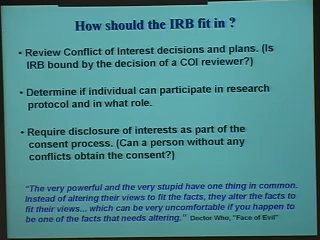 How should the IRB fit in ?
• Review Conflict of Interest decisions and plans. (Is
IRB bound by the decision of a COI reviewer?)
• Determine if individual can participate in research
protocol and in what role.
• Require disclosure of interests as part of the
consent process. (Can a person without any
conflicts obtain the consent?)
"The very powerful and the very stupid have one thing in common.
Instead of altering their views to fit the facts, they alter the facts to
fit their views... which can be very uncomfortable if you happen to
be one of the facts that needs altering." Doctor Who, "Face of Evil"